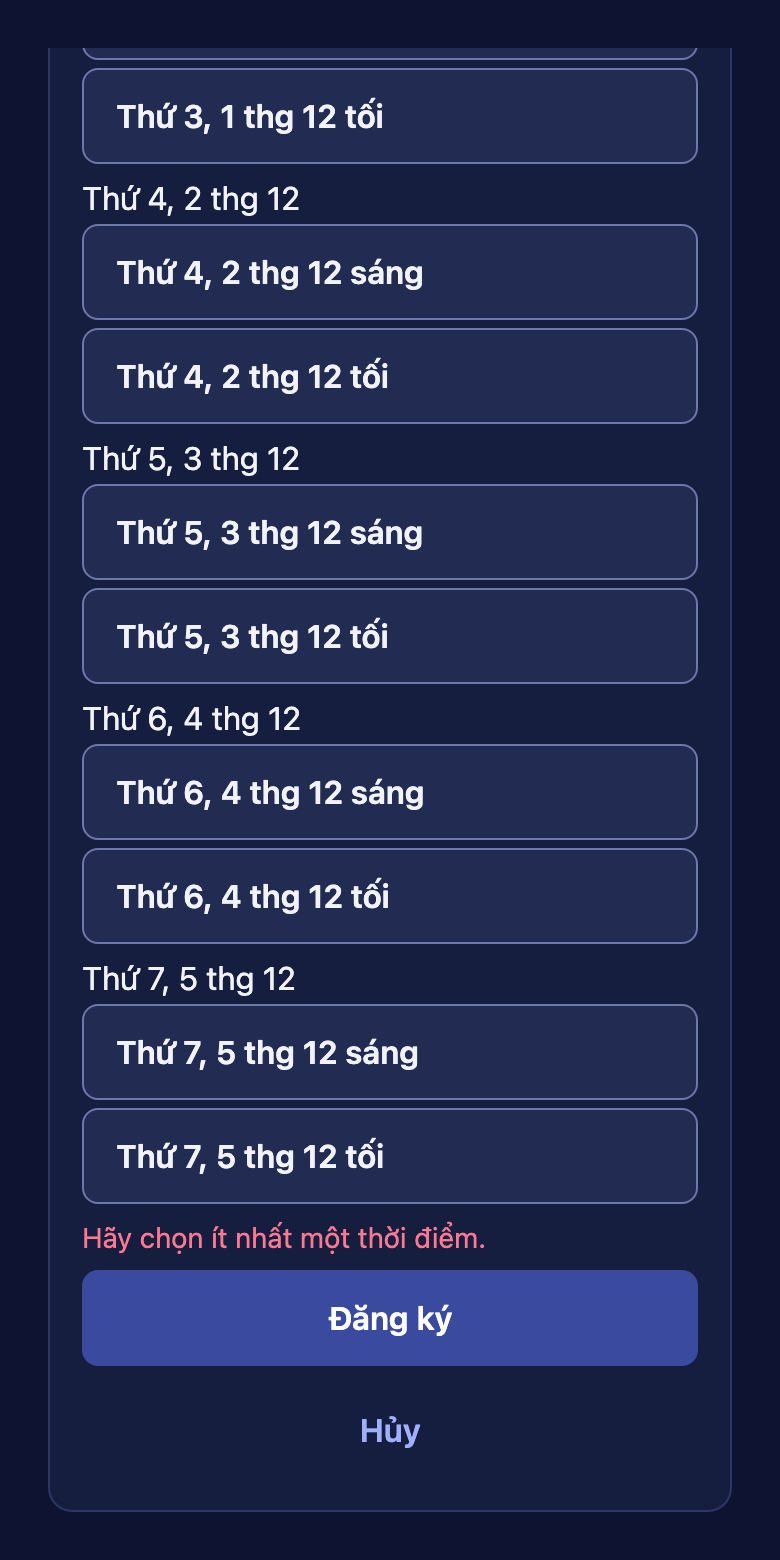 Thứ 3, 1 thg 12 tối
Thứ 4, 2 thg 12
Thứ 4, 2 thg 12 sáng
Thứ 4, 2 thg 12 tối
Thứ 5, 3 thg 12
Thứ 5, 3 thg 12 sáng
Thứ 5, 3 thg 12 tối
Thứ 6, 4 thg 12
Thứ 6, 4 thg 12 sáng
Thứ 6, 4 thg 12 tối
Thứ 7, 5 thg 12
Thứ 7, 5 thg 12 sáng
Thứ 7, 5 thg 12 tối
Hãy chọn ít nhất một thời điểm.
Đăng ký
Hủy